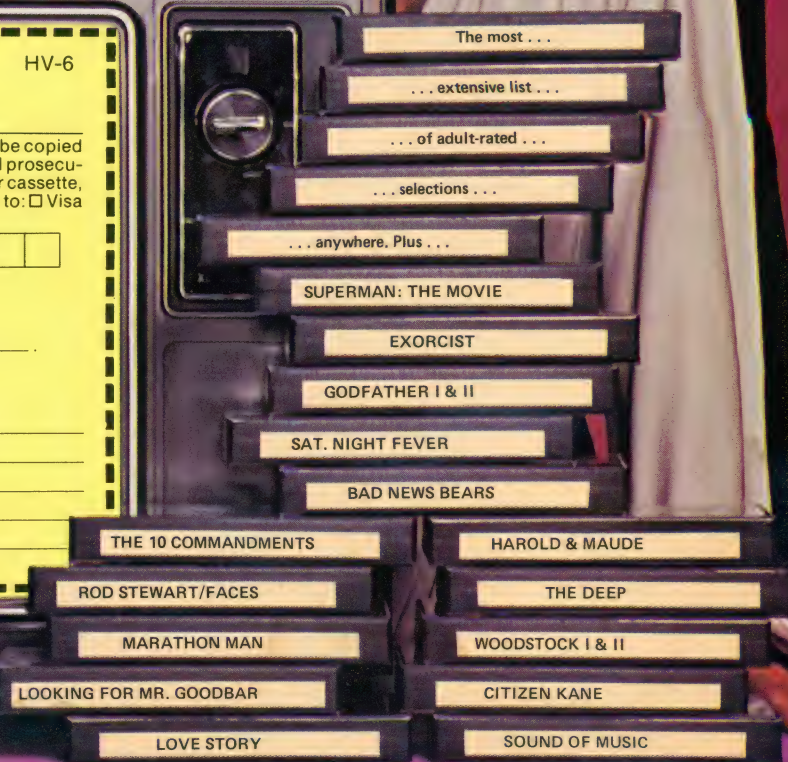 HV-6
be copied
prosecu-
r cassette,
to: □ Visa
The most . . .
. . . extensive list . . .
. . . of adult-rated . . .
. . . selections . . .
. . . anywhere. Plus . . .
SUPERMAN: THE MOVIE
EXORCIST
GODFATHER I & II
SAT. NIGHT FEVER
BAD NEWS BEARS
THE 10 COMMANDMENTS
HAROLD & MAUDE
ROD STEWART/FACES
THE DEEP
MARATHON MAN
WOODSTOCK I & II
LOOKING FOR MR. GOODBAR
CITIZEN KANE
LOVE STORY
SOUND OF MUSIC